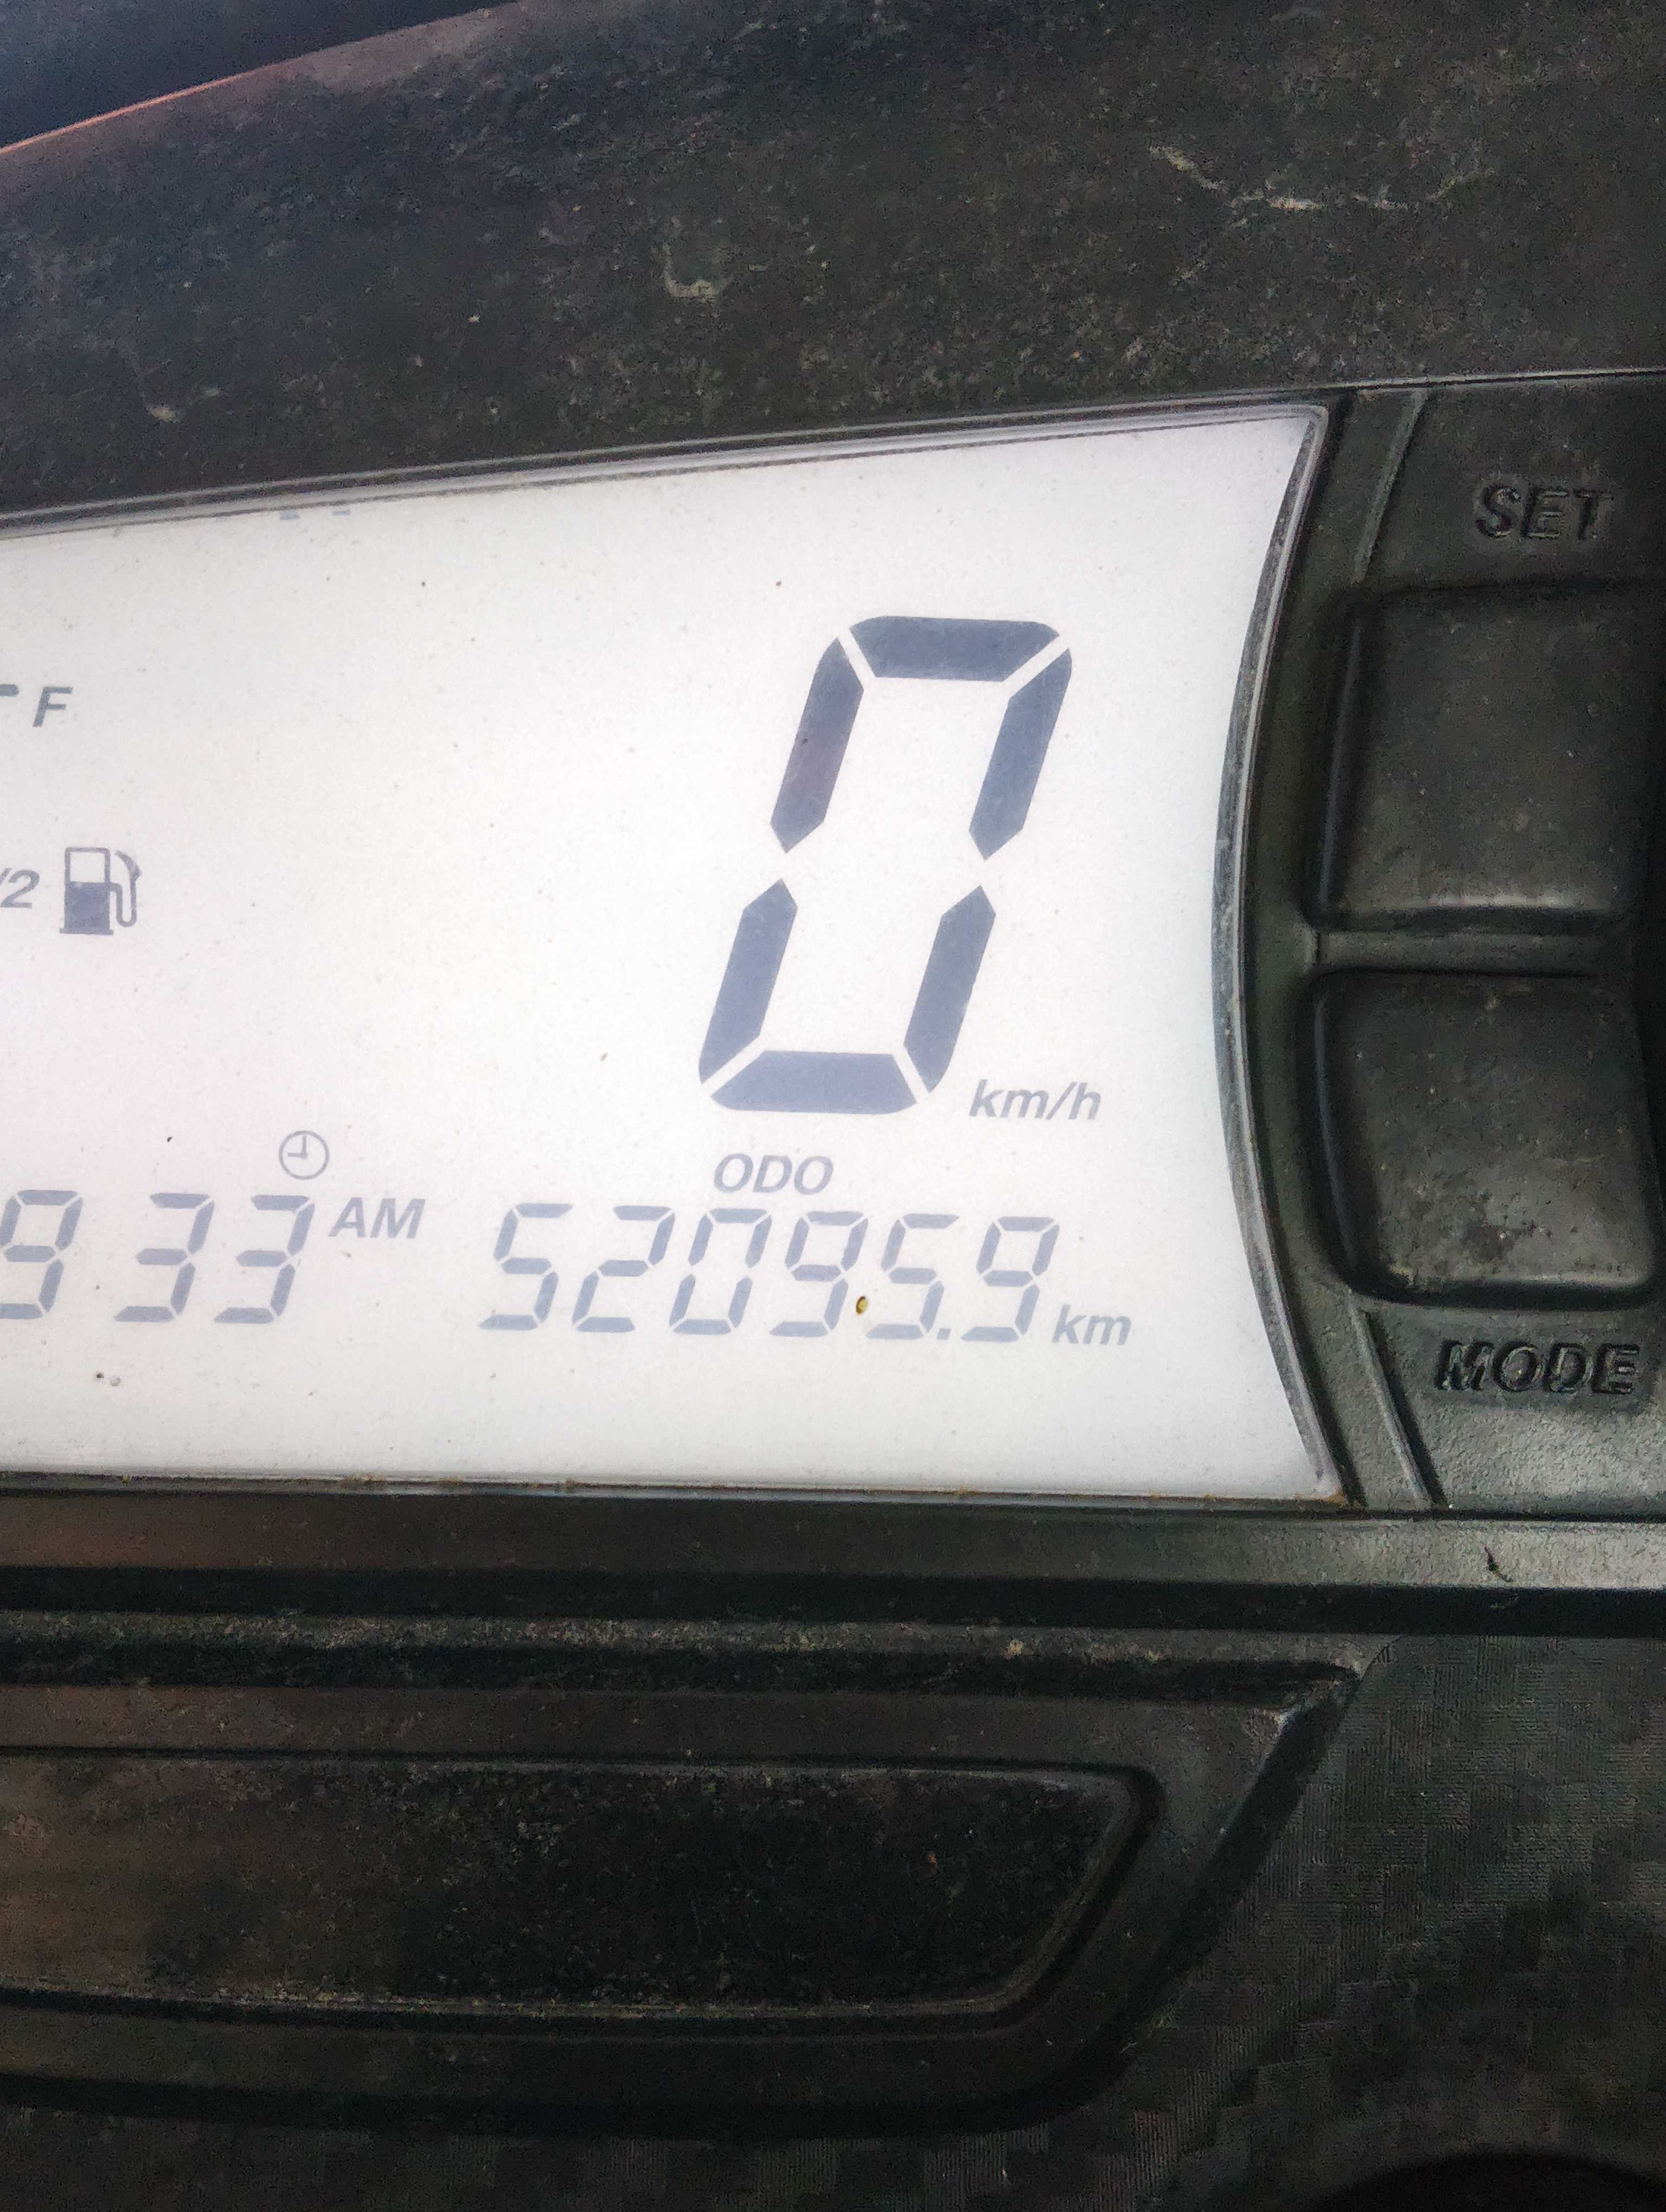 SET
0
F
/2
km/h
ODO
9 33 AM 52095.9 km
MODE